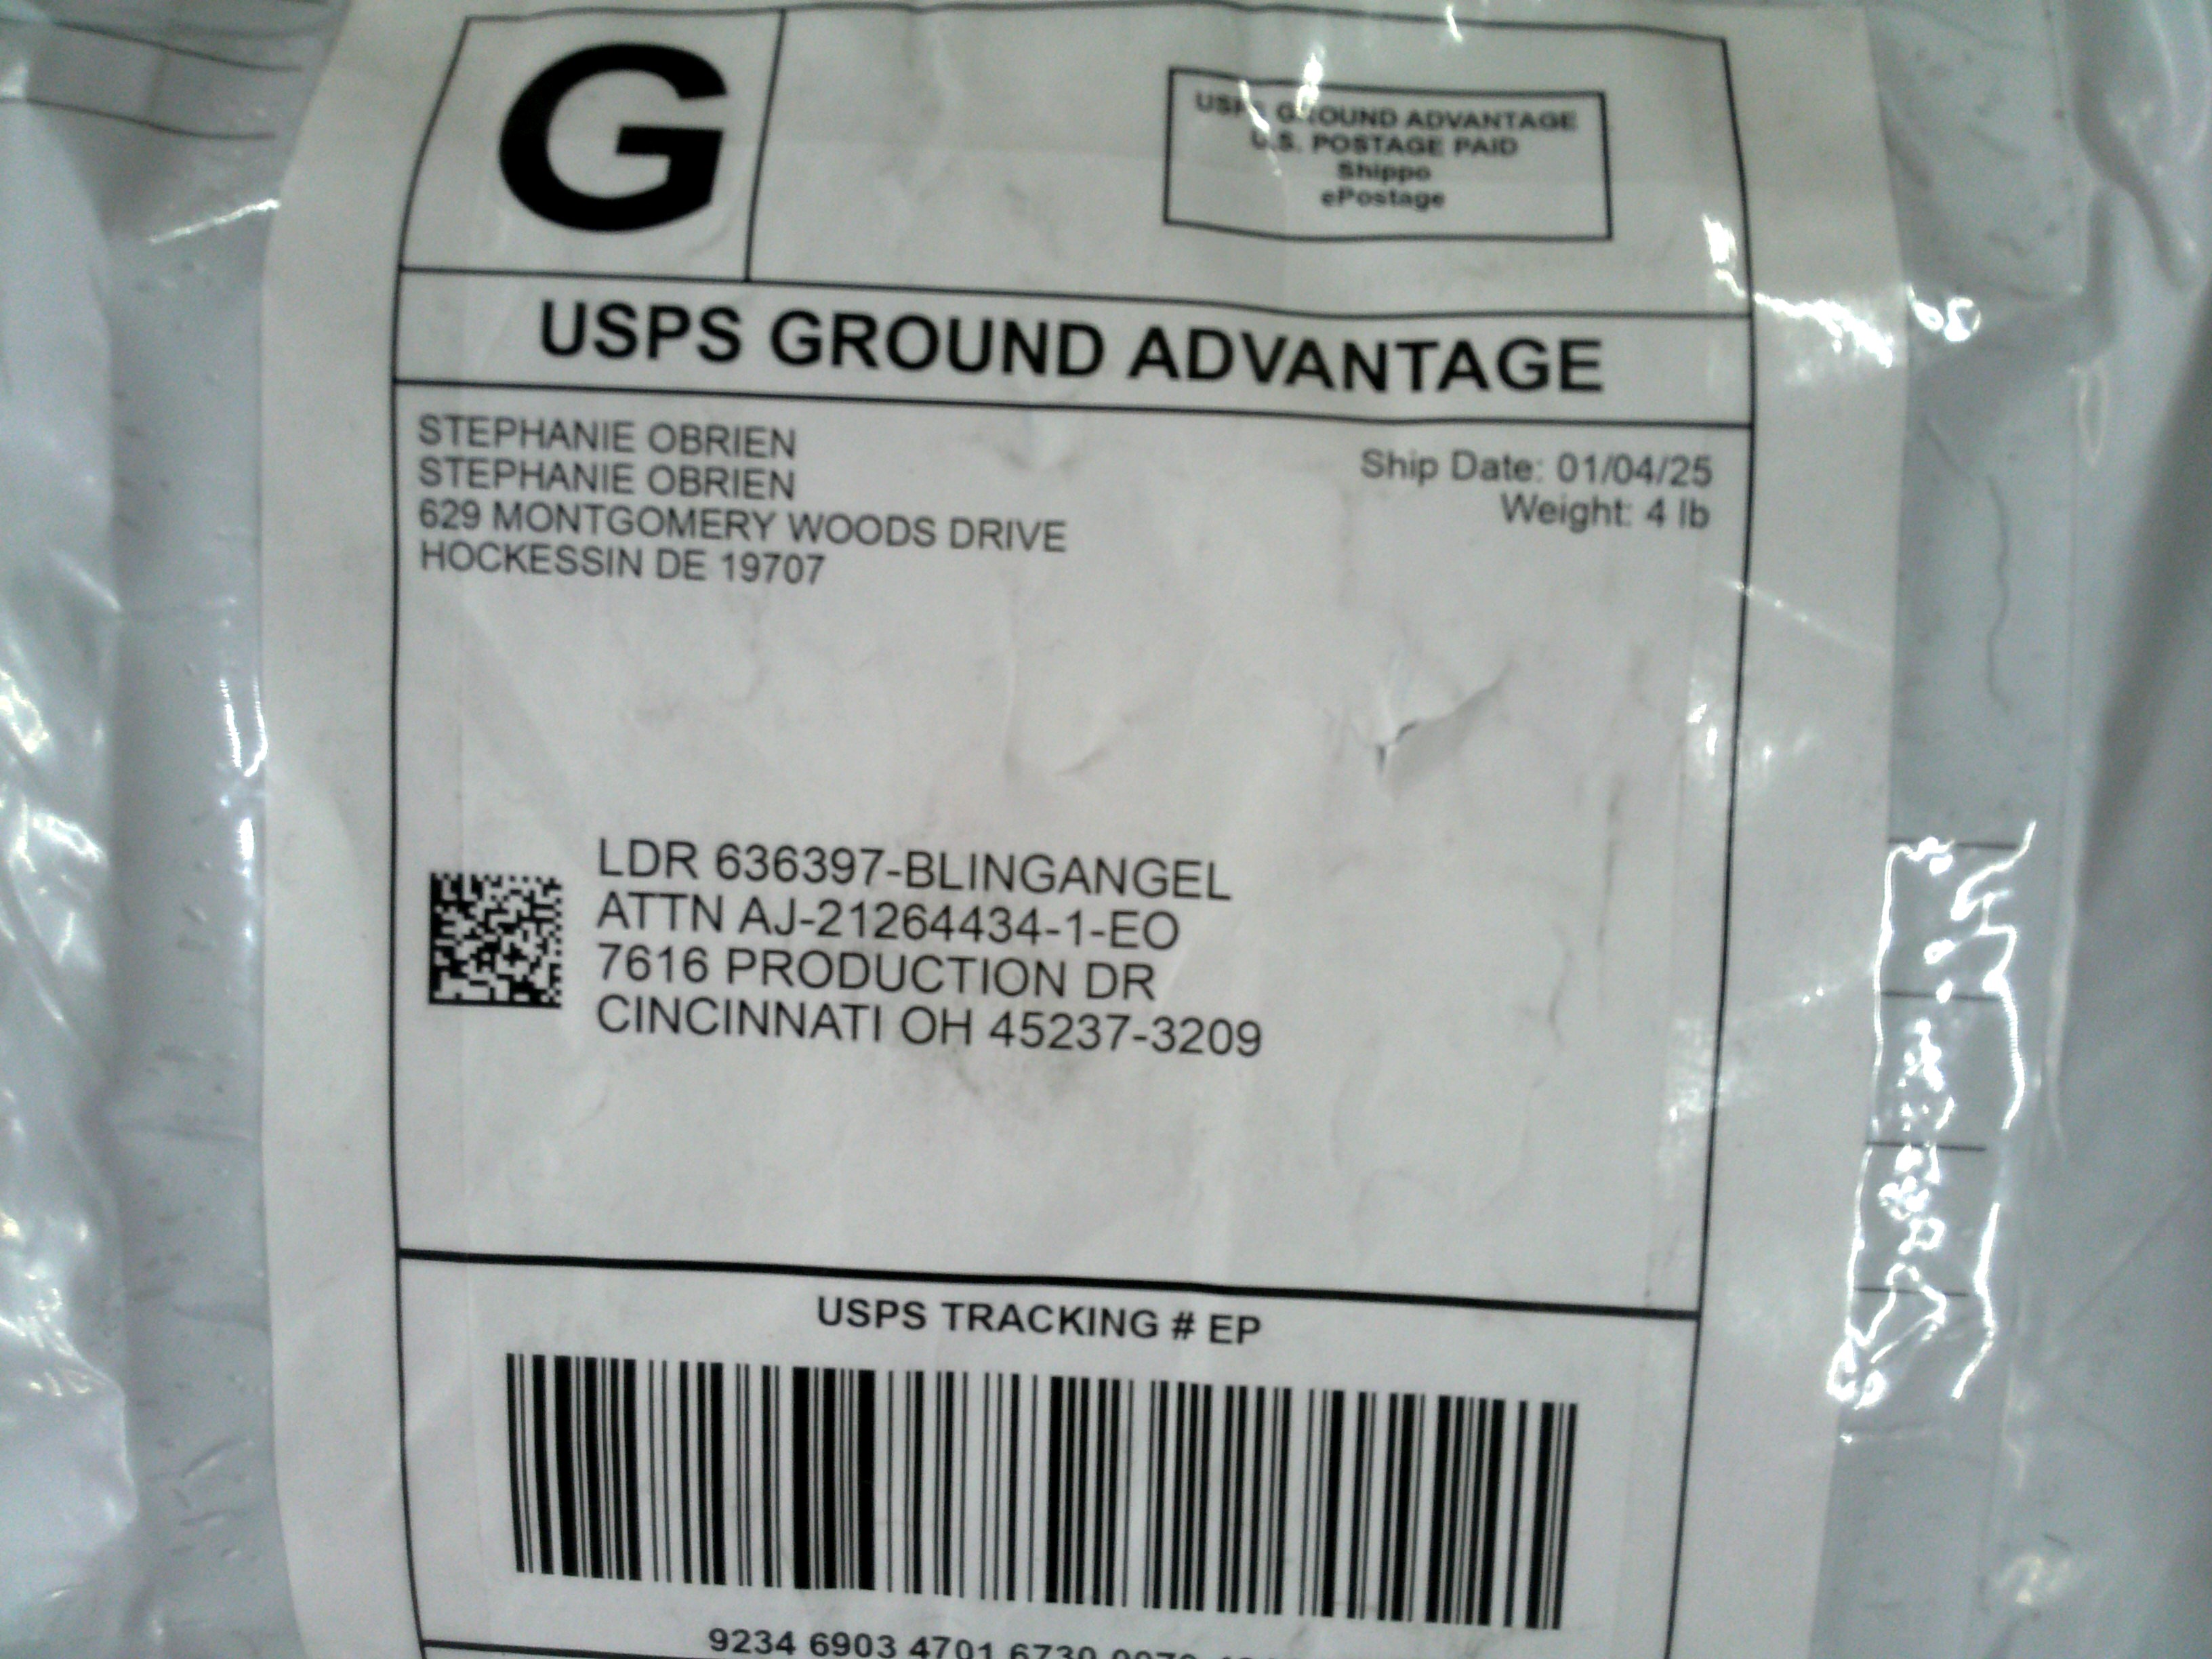 G
USPS GROUND ADVANTAGE
U.S. POSTAGE PAID
Shippo
ePostage
USPS GROUND ADVANTAGE
STEPHANIE OBRIEN
STEPHANIE OBRIEN
629 MONTGOMERY WOODS DRIVE
HOCKESSIN DE 19707
Ship Date: 01/04/25
Weight: 4 lb
LDR 636397-BLINGANGEL
ATTN AJ-21264434-1-EO
7616 PRODUCTION DR
CINCINNATI OH 45237-3209
USPS TRACKING # EP
9234 6903 4701 6730